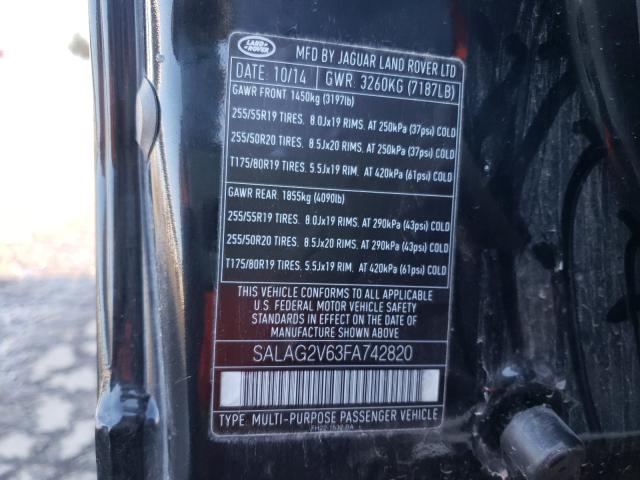 LAND ROVER
MFD BY JAGUAR LAND ROVER LTD
DATE: 10/14 GWR: 3260KG (7187LB)
GAWR FRONT 1450kg (3197lb)
255/55R19 TIRES. 8.0Jx19 RIMS. AT 250kPa (37psi) COLD
255/50R20 TIRES. 8.5Jx20 RIMS. AT 250kPa (37psi) COLD
T175/80R19 TIRES. 5.5Jx19 RIM. AT 420kPa (61psi) COLD
GAWR REAR: 1855kg (4090lb)
255/55R19 TIRES. 8.0Jx19 RIMS. AT 290kPa (43psi) COLD
255/50R20 TIRES. 8.5Jx20 RIMS. AT 290kPa (43psi) COLD
T175/80R19 TIRES. 5.5Jx19 RIM. AT 420kPa (61psi) COLD
THIS VEHICLE CONFORMS TO ALL APPLICABLE
U.S. FEDERAL MOTOR VEHICLE SAFETY
STANDARDS IN EFFECT ON THE DATE OF
MANUFACTURE SHOWN ABOVE
SALAG2V63FA742820
TYPE: MULTI-PURPOSE PASSENGER VEHICLE